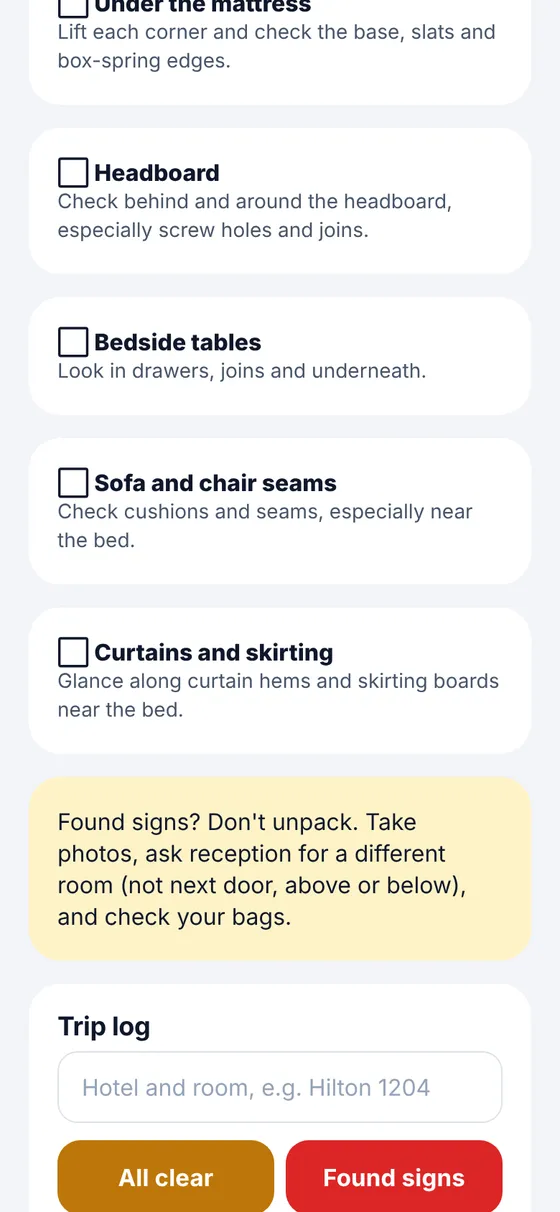 Under the mattress
Lift each corner and check the base, slats and
box-spring edges.
Headboard
Check behind and around the headboard,
especially screw holes and joins.
Bedside tables
Look in drawers, joins and underneath.
Sofa and chair seams
Check cushions and seams, especially near
the bed.
Curtains and skirting
Glance along curtain hems and skirting boards
near the bed.
Found signs? Don't unpack. Take
photos, ask reception for a different
room (not next door, above or below),
and check your bags.
Trip log
Hotel and room, e.g. Hilton 1204
All clear
Found signs